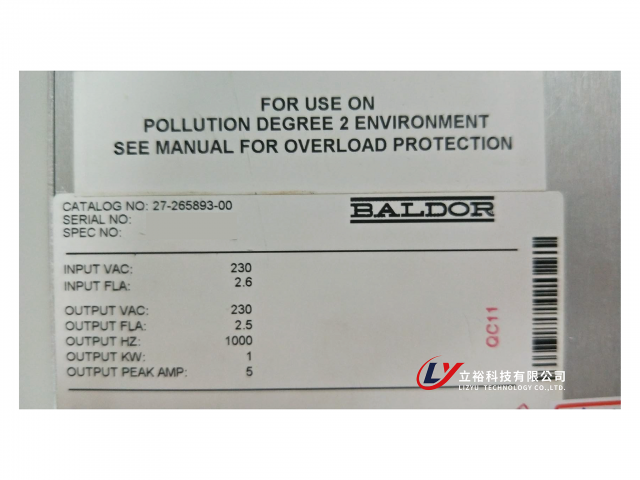 FOR USE ON
POLLUTION DEGREE 2 ENVIRONMENT
SEE MANUAL FOR OVERLOAD PROTECTION
CATALOG NO: 27-265893-00
SERIAL NO:
SPEC NO:
BALDOR
INPUT VAC: 230
INPUT FLA: 2.6
OUTPUT VAC: 230
OUTPUT FLA: 2.5
OUTPUT HZ: 1000
OUTPUT KW: 1
OUTPUT PEAK AMP: 5
QC11
LY 立裕科技有限公司
LIZYU TECHNOLOGY CO.,LTD.